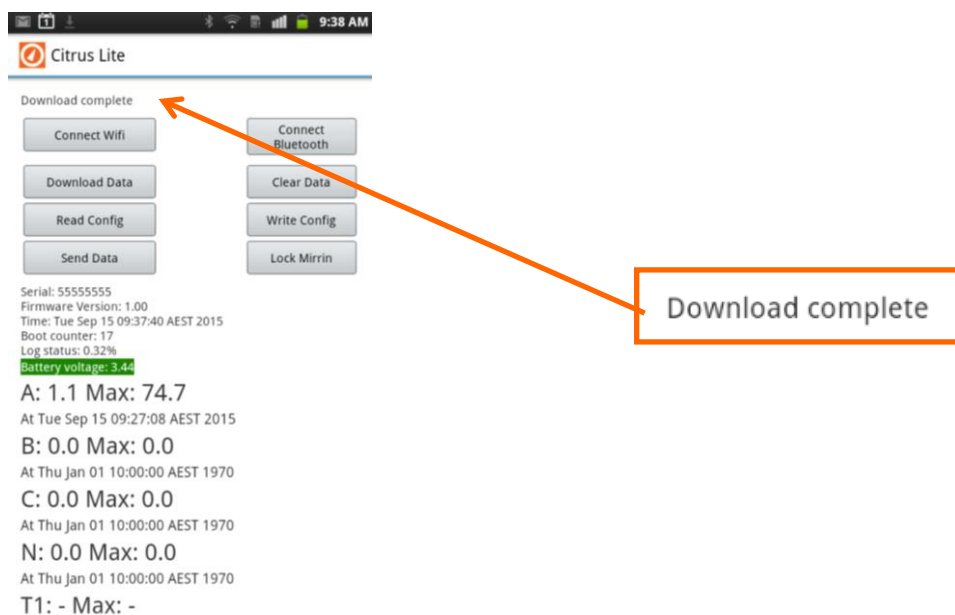 9:38 AM
Citrus Lite
Download complete
Connect Wifi
Connect
Bluetooth
Download Data
Clear Data
Read Config
Write Config
Send Data
Lock Mirrin
Serial: 55555555
Firmware Version: 1.00
Time: Tue Sep 15 09:37:40 AEST 2015
Boot counter: 17
Log status: 0.32%
Battery voltage: 3.44
A: 1.1 Max: 74.7
At Tue Sep 15 09:27:08 AEST 2015
B: 0.0 Max: 0.0
At Thu Jan 01 10:00:00 AEST 1970
C: 0.0 Max: 0.0
At Thu Jan 01 10:00:00 AEST 1970
N: 0.0 Max: 0.0
At Thu Jan 01 10:00:00 AEST 1970
T1: - Max: -
Download complete